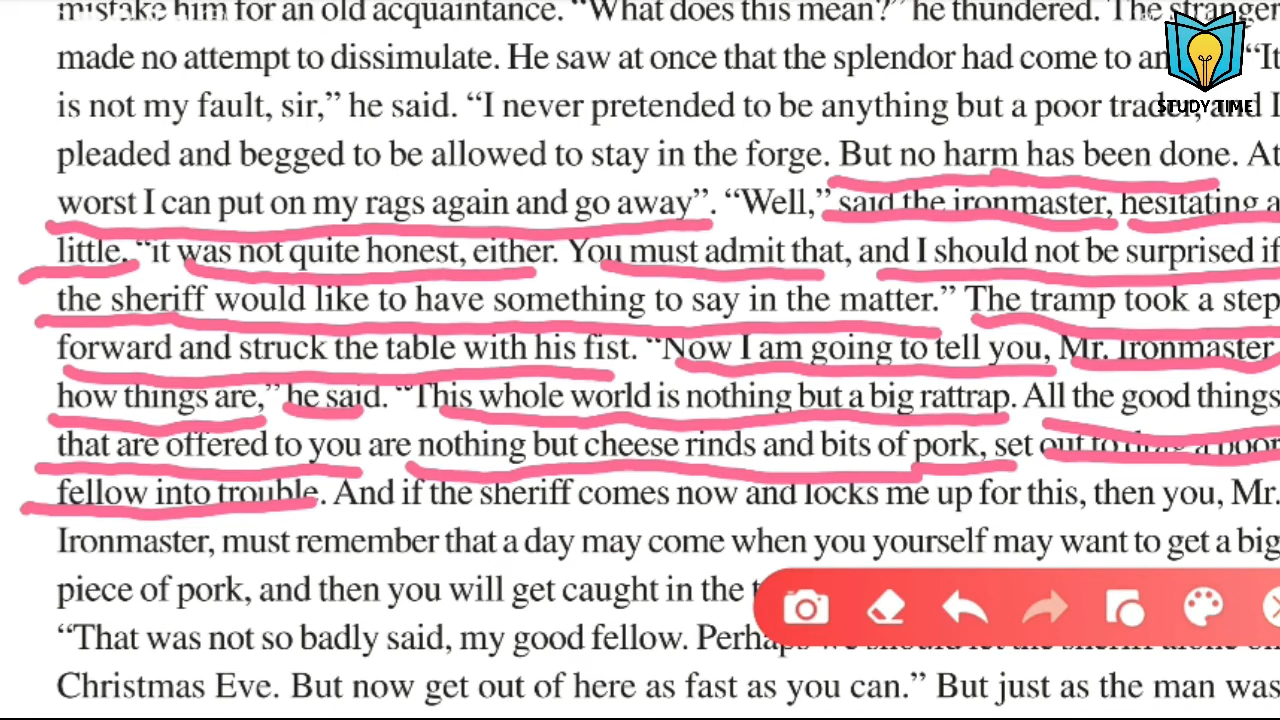 mistake him for an old acquaintance. “What does this mean?” he thundered. The stranger
made no attempt to dissimulate. He saw at once that the splendor had come to an “It
is not my fault, sir,” he said. “I never pretended to be anything but a poor trader, and I
pleaded and begged to be allowed to stay in the forge. But no harm has been done. At
worst I can put on my rags again and go away”. “Well,” said the ironmaster, hesitating a
little. “it was not quite honest, either. You must admit that, and I should not be surprised if
the sheriff would like to have something to say in the matter.” The tramp took a step
forward and struck the table with his fist. “Now I am going to tell you, Mr. Ironmaster
how things are,” he said. “This whole world is nothing but a big rattrap. All the good things
that are offered to you are nothing but cheese rinds and bits of pork, set out to drag a poor
fellow into trouble. And if the sheriff comes now and locks me up for this, then you, Mr.
Ironmaster, must remember that a day may come when you yourself may want to get a big
piece of pork, and then you will get caught in the
“That was not so badly said, my good fellow. Perhaps we should let the sheriff alone on
Christmas Eve. But now get out of here as fast as you can.” But just as the man was
STUDY TIME